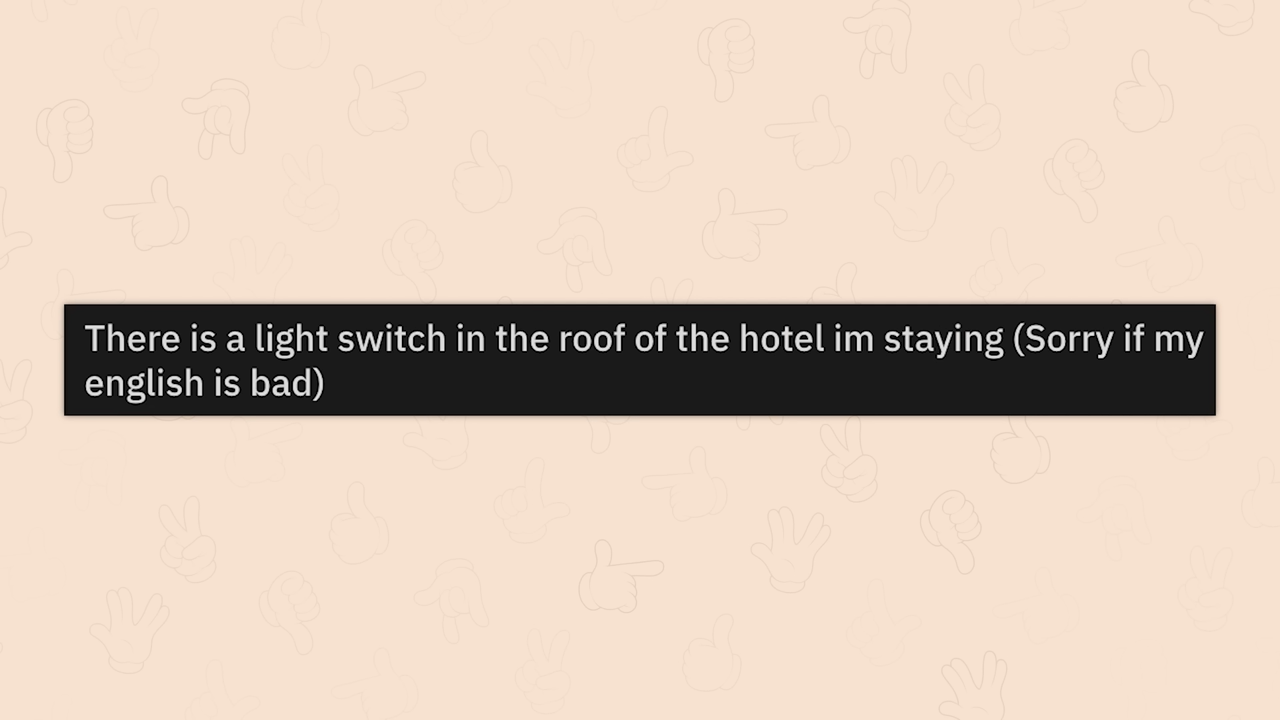 There is a light switch in the roof of the hotel im staying (Sorry if my
english is bad)